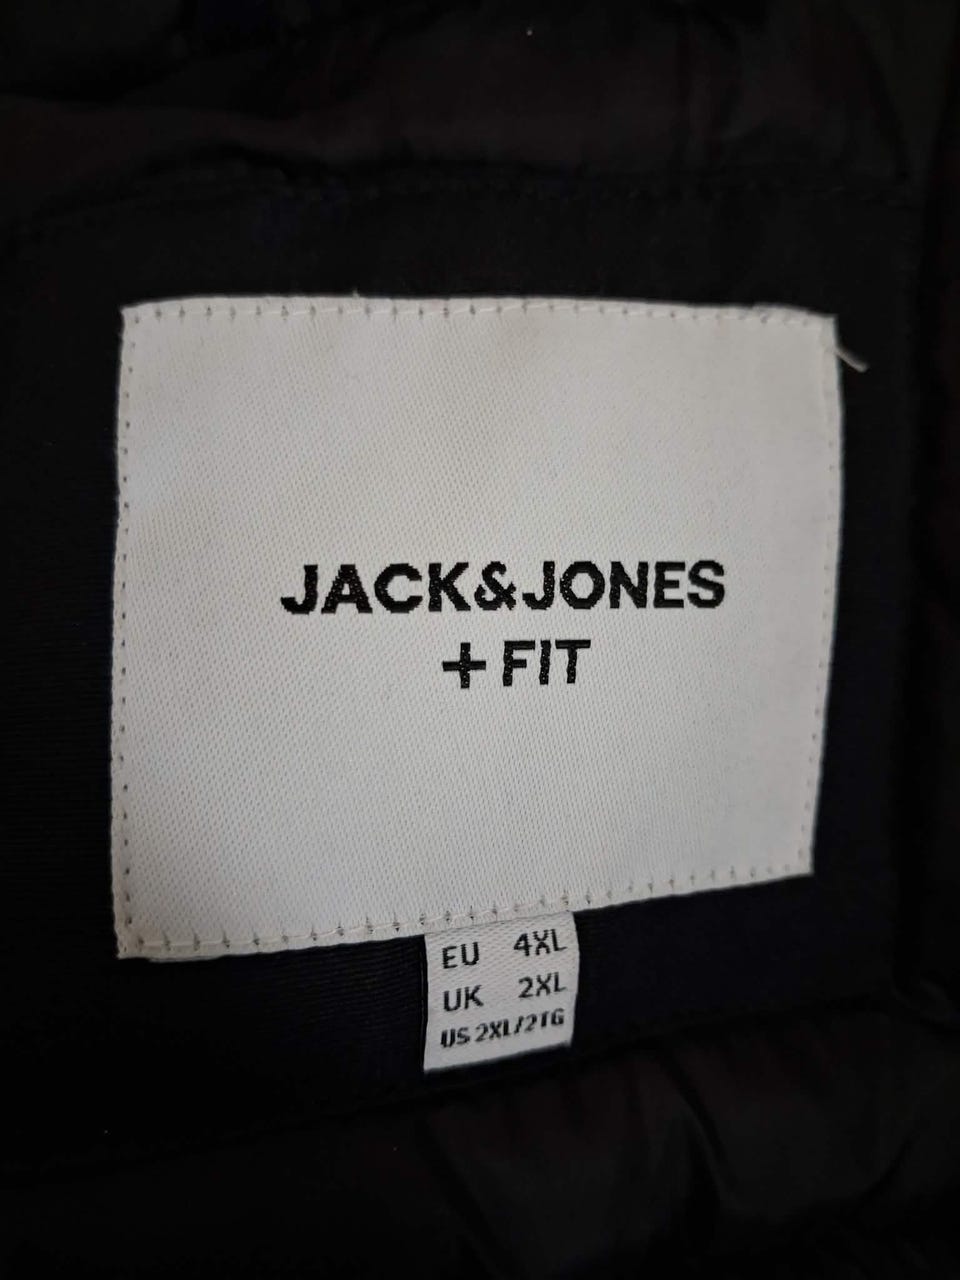 JACK&JONES
+ FIT
EU 4XL
UK 2XL
US 2XL/2TG